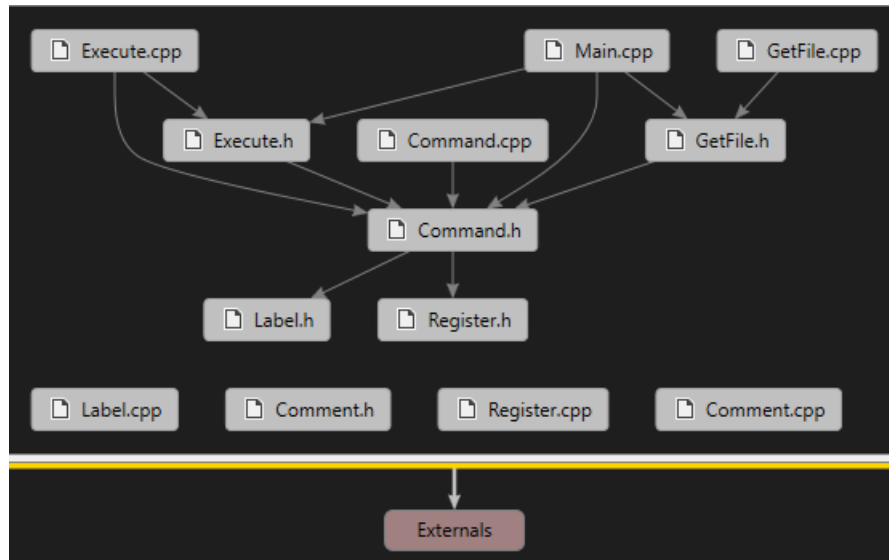 Execute.cpp
Main.cpp
GetFile.cpp
Execute.h
Command.cpp
GetFile.h
Command.h
Label.h
Register.h
Label.cpp
Comment.h
Register.cpp
Comment.cpp
Externals